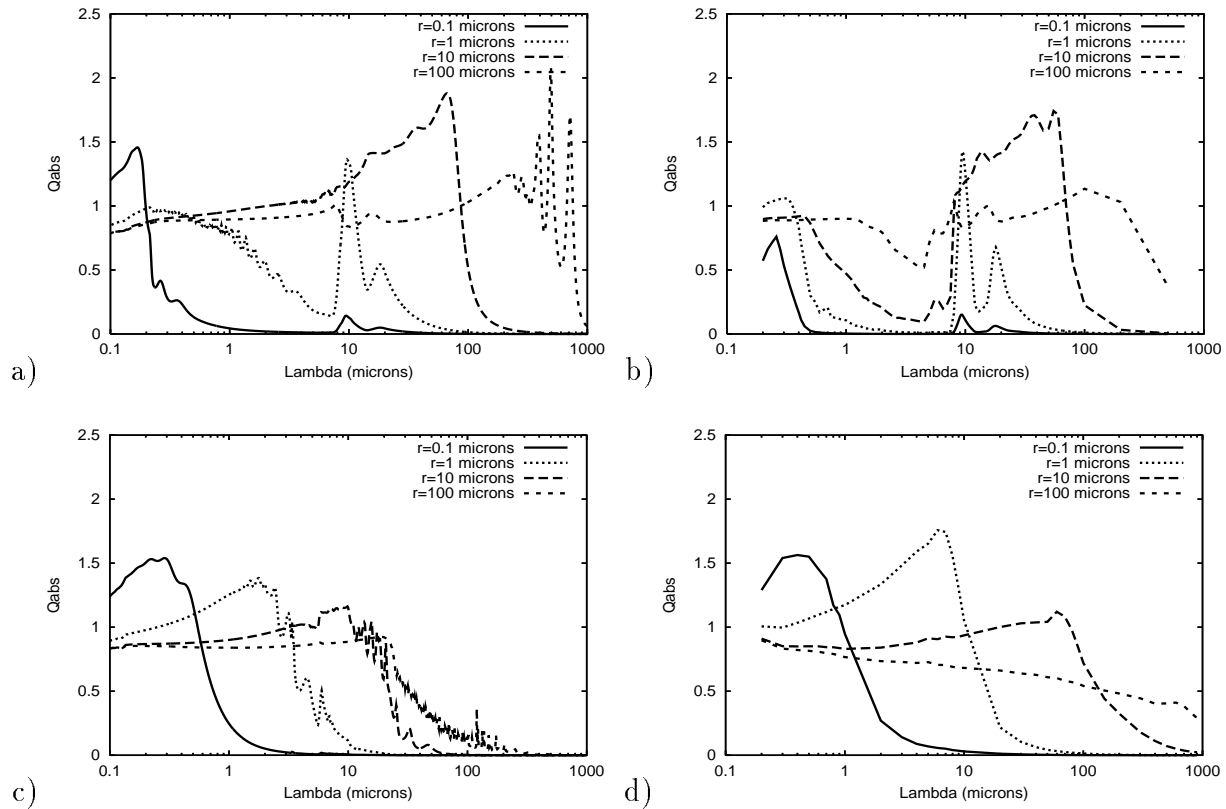 2.5
2
1.5
1
0.5
0
Qabs
r=0.1 microns
r=1 microns
r=10 microns
r=100 microns
0.1 1 10 100 1000
Lambda (microns)
a)
2.5
2
1.5
1
0.5
0
Qabs
r=0.1 microns
r=1 microns
r=10 microns
r=100 microns
0.1 1 10 100 1000
Lambda (microns)
b)
2.5
2
1.5
1
0.5
0
Qabs
r=0.1 microns
r=1 microns
r=10 microns
r=100 microns
0.1 1 10 100 1000
Lambda (microns)
c)
2.5
2
1.5
1
0.5
0
Qabs
r=0.1 microns
r=1 microns
r=10 microns
r=100 microns
0.1 1 10 100 1000
Lambda (microns)
d)